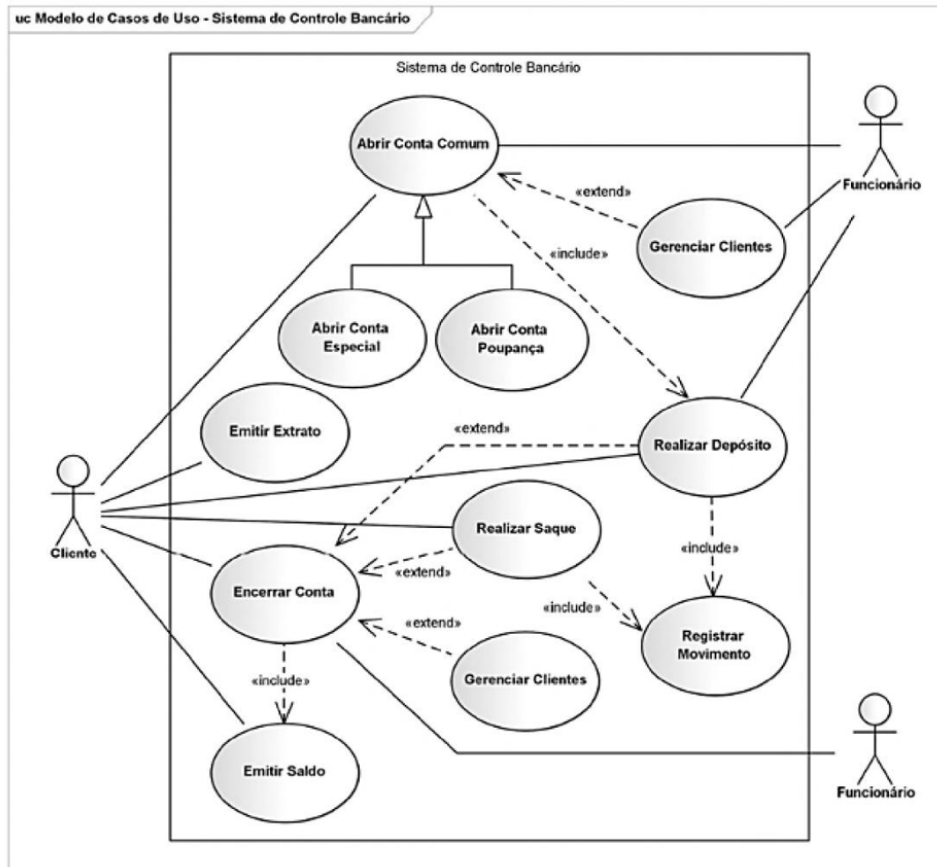 uc Modelo de Casos de Uso - Sistema de Controle Bancário
Sistema de Controle Bancário
Abrir Conta Comum
Funcionário
«extend»
Gerenciar Clientes
«include»
Abrir Conta
Especial
Abrir Conta
Poupança
Emitir Extrato
«extend»
Realizar Depósito
Cliente
Realizar Saque
«include»
«extend»
Encerrar Conta
«include»
«extend»
Registrar
Movimento
Gerenciar Clientes
«include»
Emitir Saldo
Funcionário